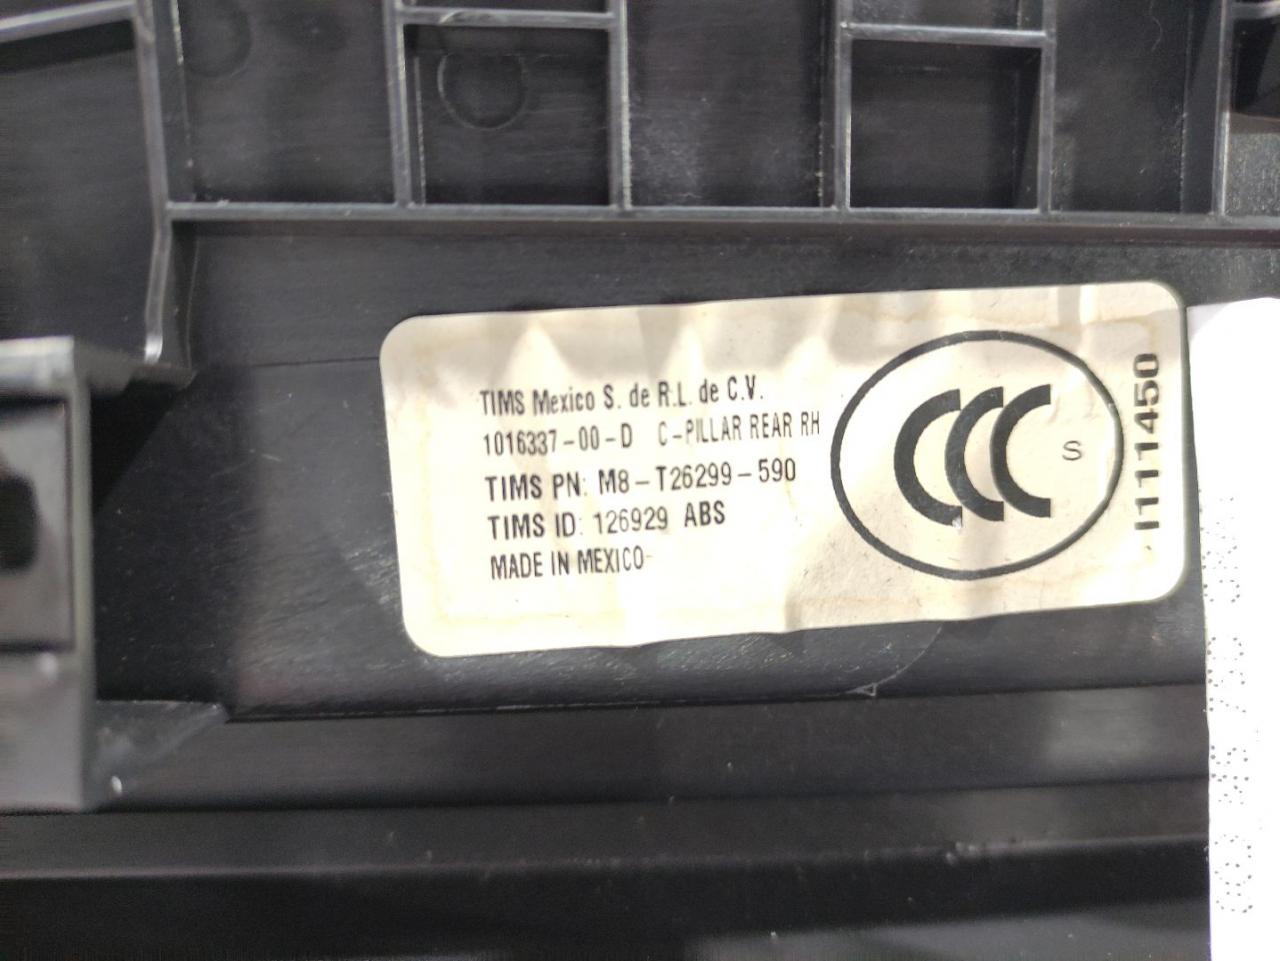 TIMS Mexico S. de R.L. de C.V.
1016337-00-D C-PILLAR REAR RH
TIMS PN: M8-T26299-590
TIMS ID: 126929 ABS
MADE IN MEXICO
CCC
S
I111450